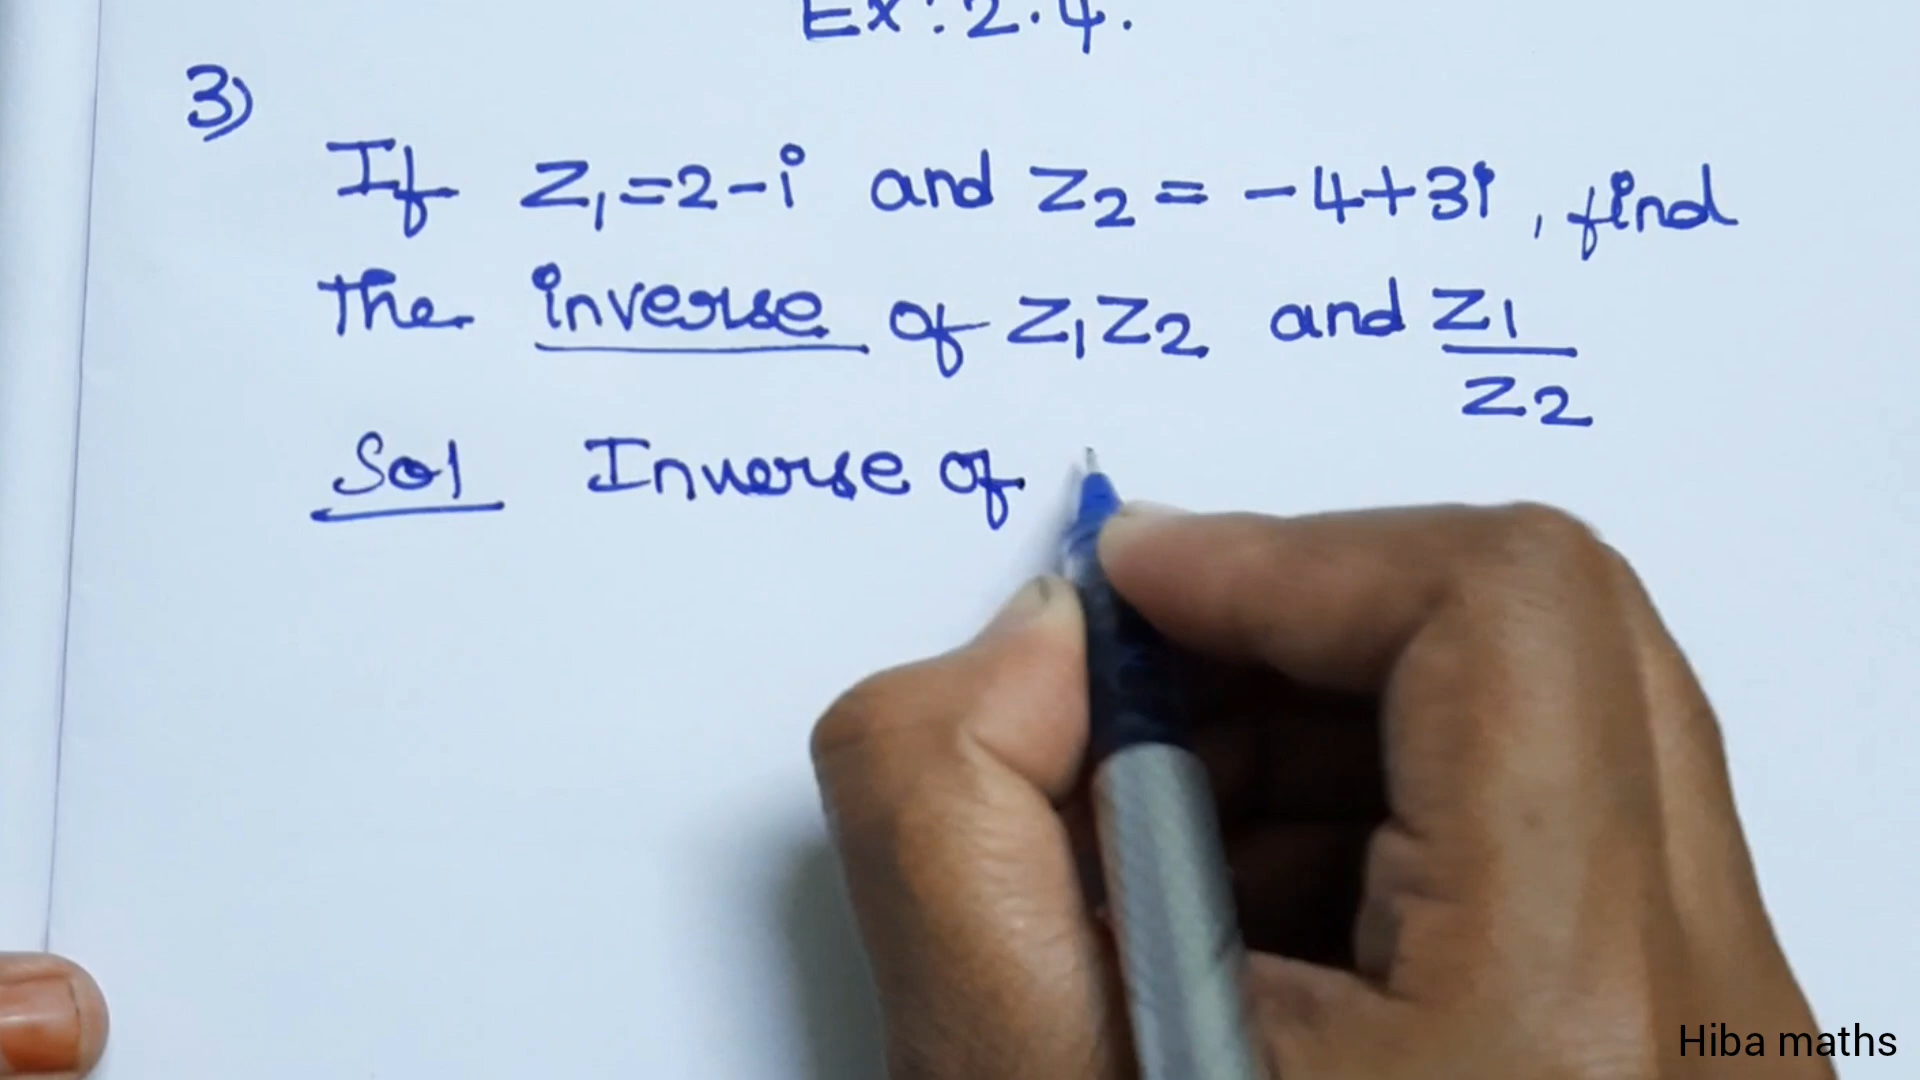 Ex: 2.4.
3)
If z₁=2-i and z₂ = -4+3i, find
the inverse of z₁z₂ and z₁/z₂
Sol Inverse of
Hiba maths